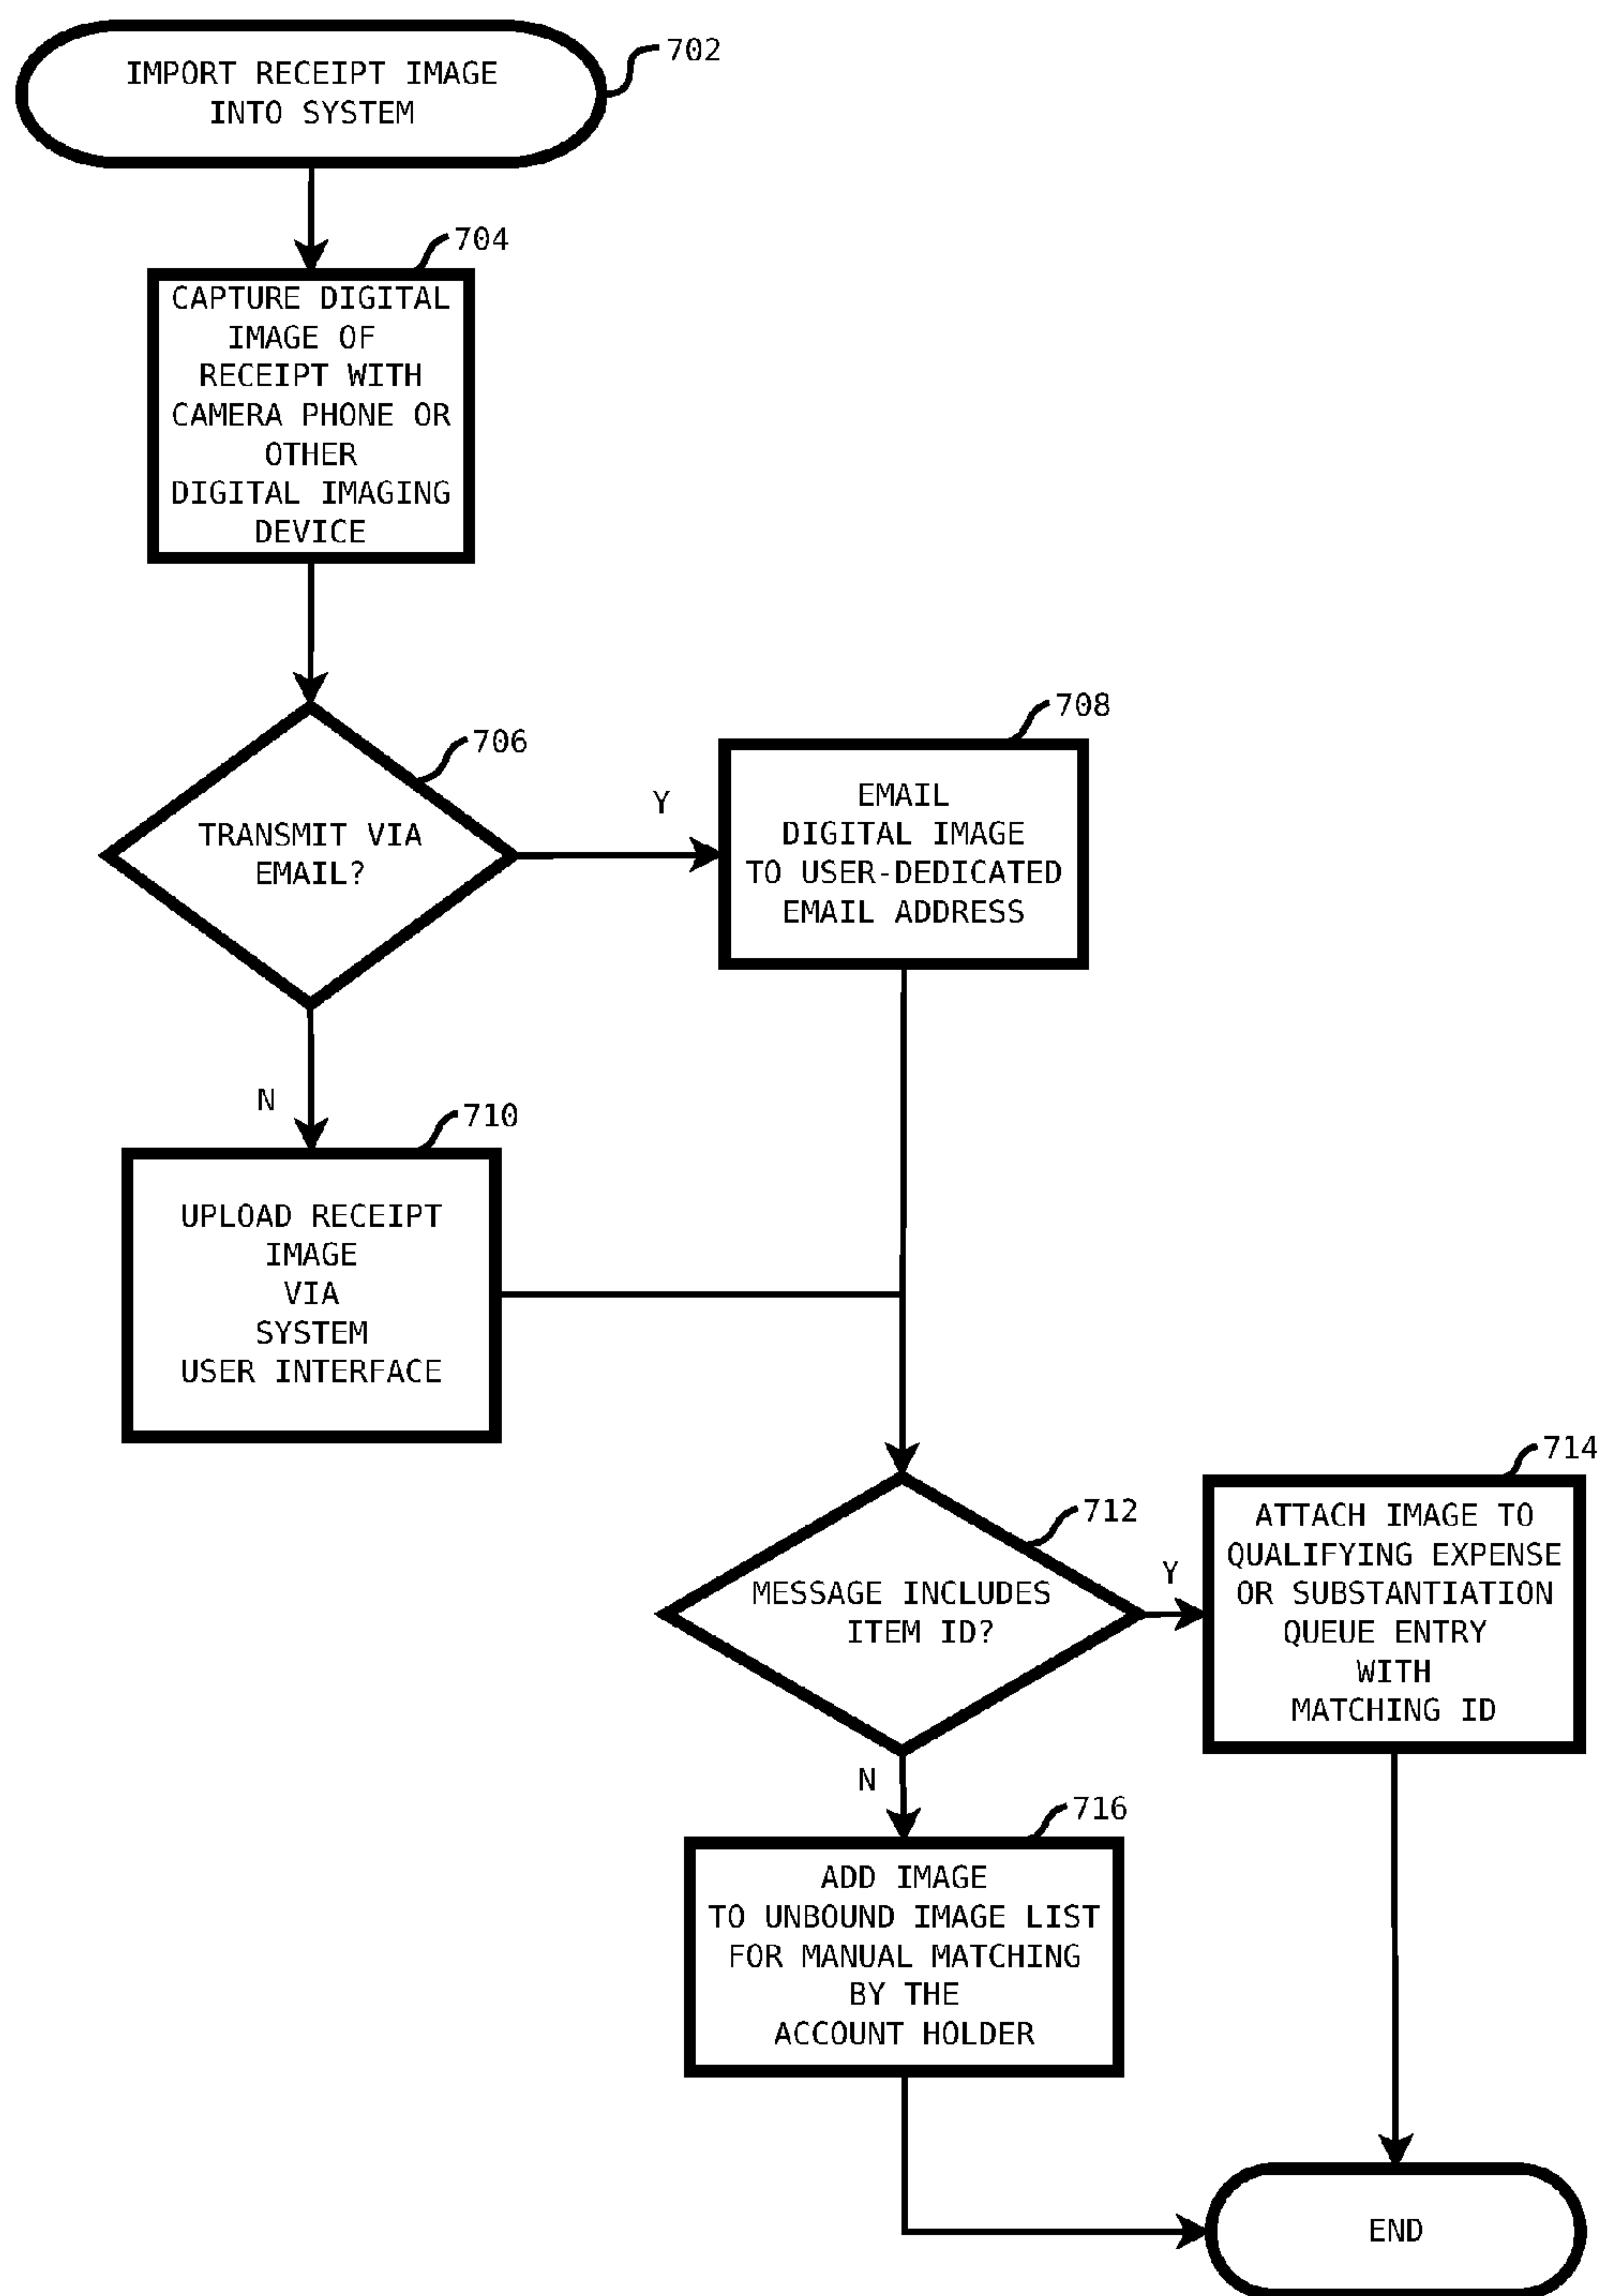 IMPORT RECEIPT IMAGE
INTO SYSTEM
702
704
CAPTURE DIGITAL
IMAGE OF
RECEIPT WITH
CAMERA PHONE OR
OTHER
DIGITAL IMAGING
DEVICE
706
TRANSMIT VIA
EMAIL?
Y
N
708
EMAIL
DIGITAL IMAGE
TO USER-DEDICATED
EMAIL ADDRESS
710
UPLOAD RECEIPT
IMAGE
VIA
SYSTEM
USER INTERFACE
712
MESSAGE INCLUDES
ITEM ID?
Y
N
714
ATTACH IMAGE TO
QUALIFYING EXPENSE
OR SUBSTANTIATION
QUEUE ENTRY
WITH
MATCHING ID
716
ADD IMAGE
TO UNBOUND IMAGE LIST
FOR MANUAL MATCHING
BY THE
ACCOUNT HOLDER
END